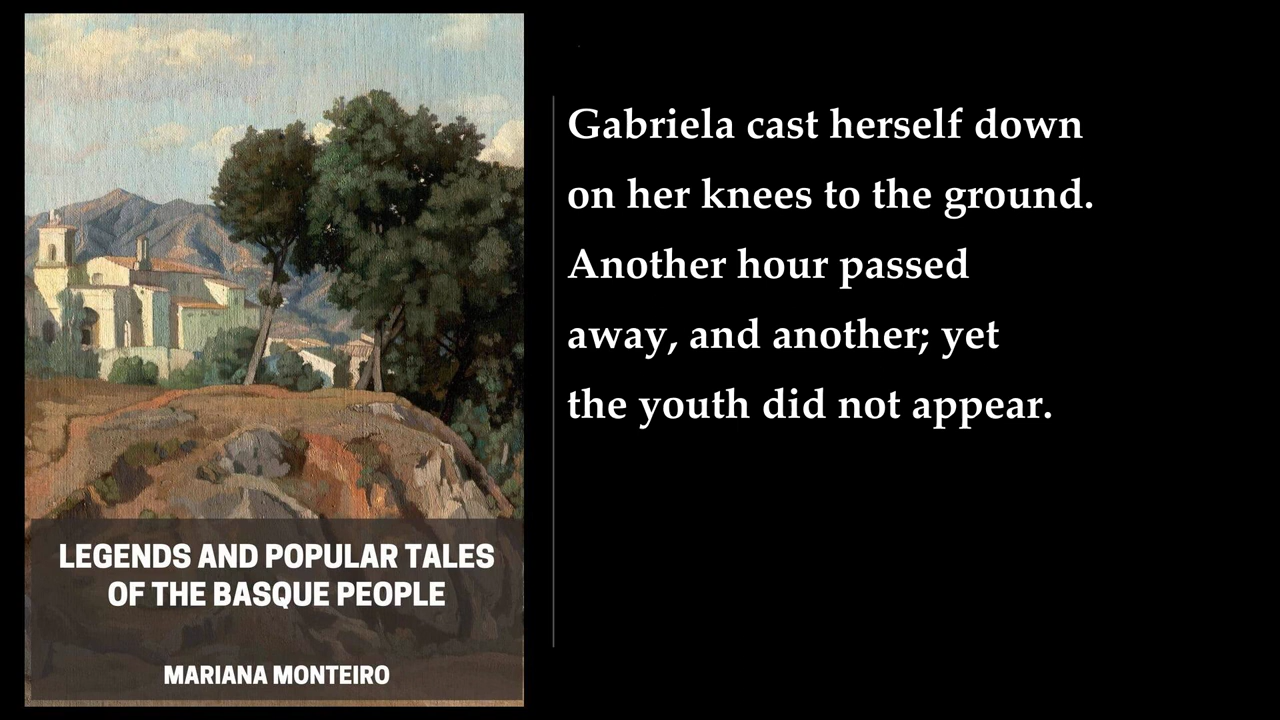 Gabriela cast herself down
on her knees to the ground.
Another hour passed
away, and another; yet
the youth did not appear.
LEGENDS AND POPULAR TALES
OF THE BASQUE PEOPLE
MARIANA MONTEIRO